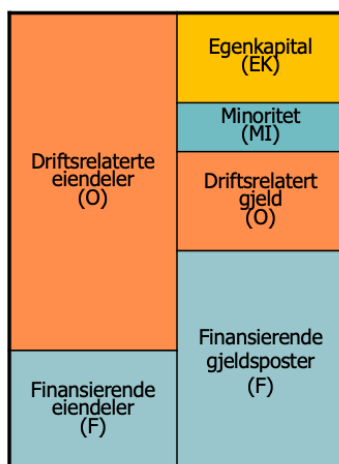 Driftsrelaterte
eiendeler
(O)
Finansierende
eiendeler
(F)
Egenkapital
(EK)
Minoritet
(MI)
Driftsrelatert
gjeld
(O)
Finansierende
gjeldsposter
(F)